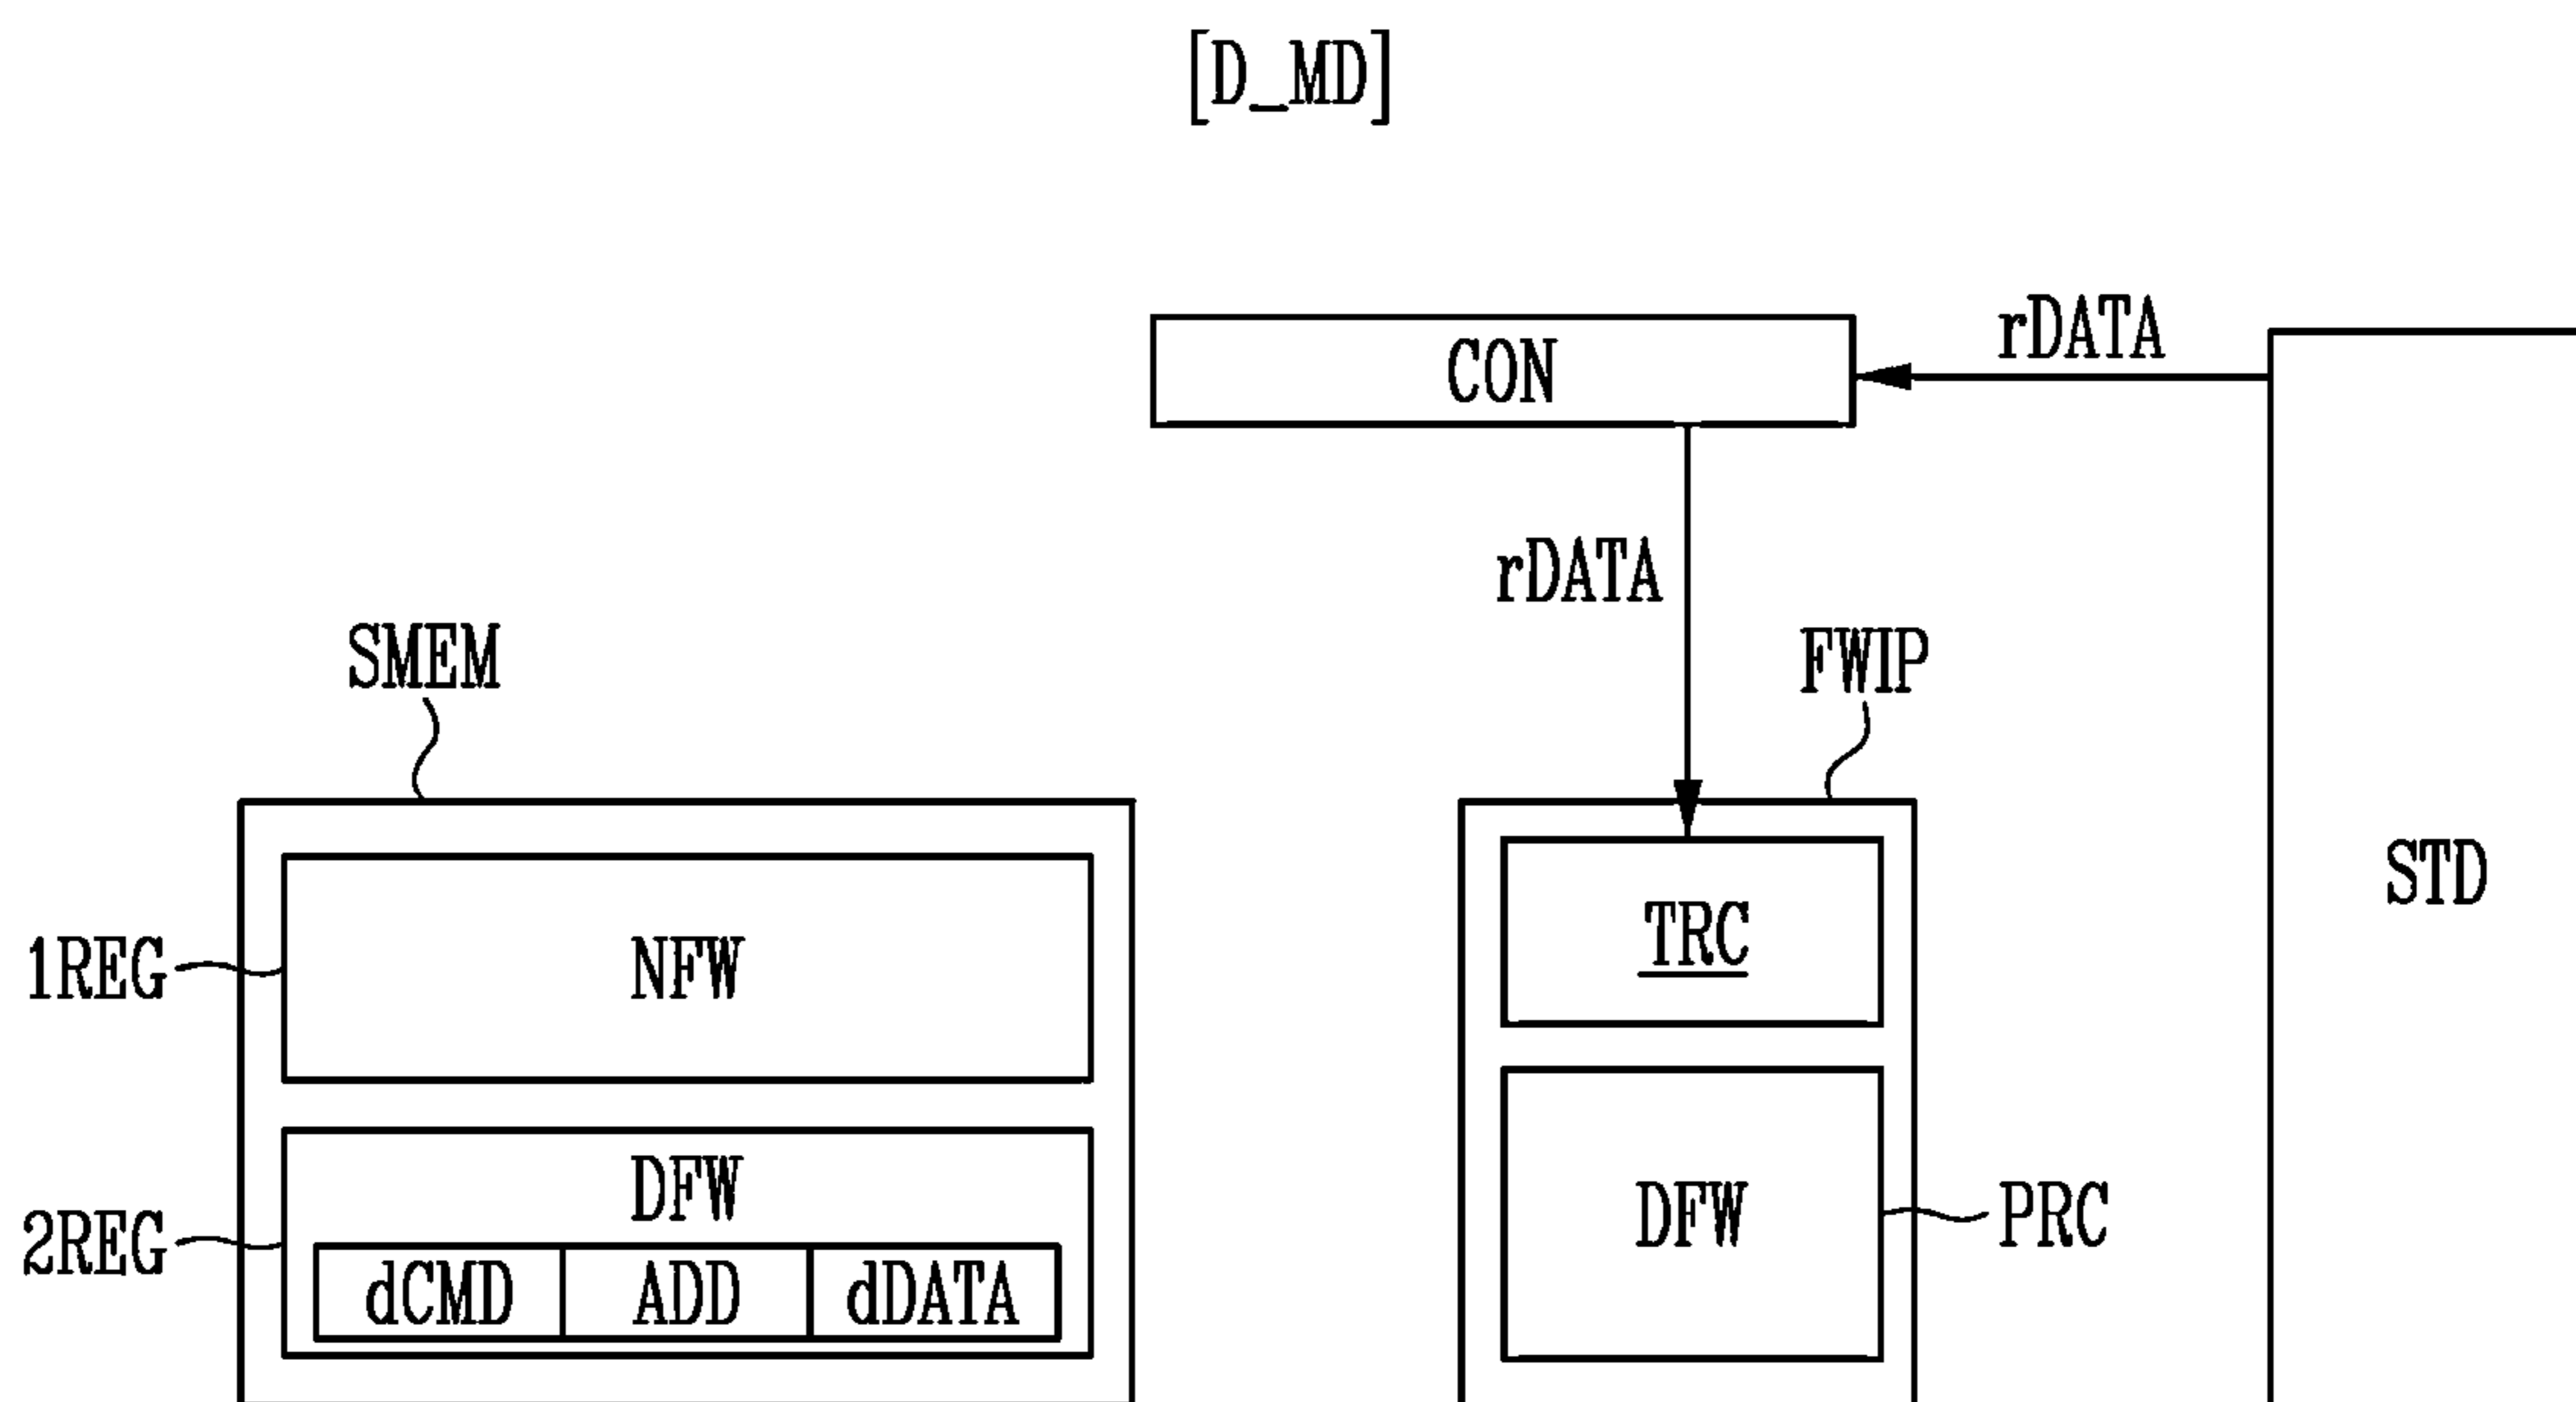 [D_MD]
rDATA
CON
rDATA
SMEM
FWIP
STD
TRC
1REG
NFW
DFW
2REG
DFW
PRC
dCMD ADD dDATA